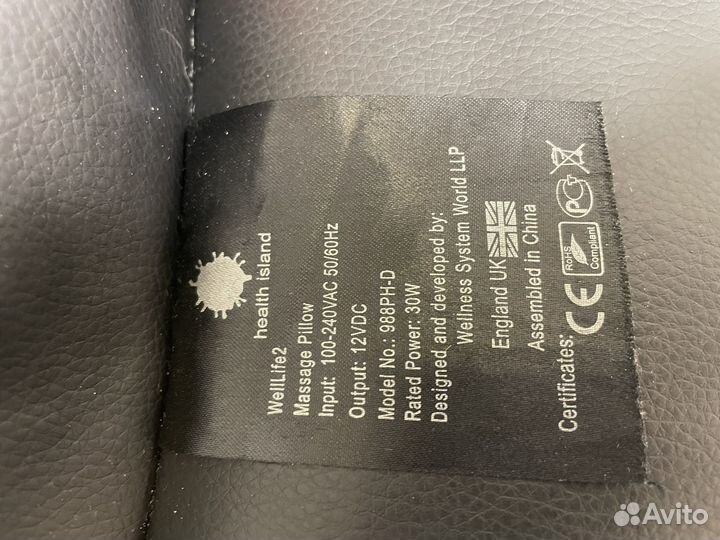 health island
WellLife2
Massage Pillow
Input: 100-240VAC 50/60Hz
Output: 12VDC
Model No.: 988PH-D
Rated Power: 30W
Designed and developed by:
Wellness System World LLP
England UK
Assembled in China
Certificates: CE RoHS Compliant РСТ
Avito